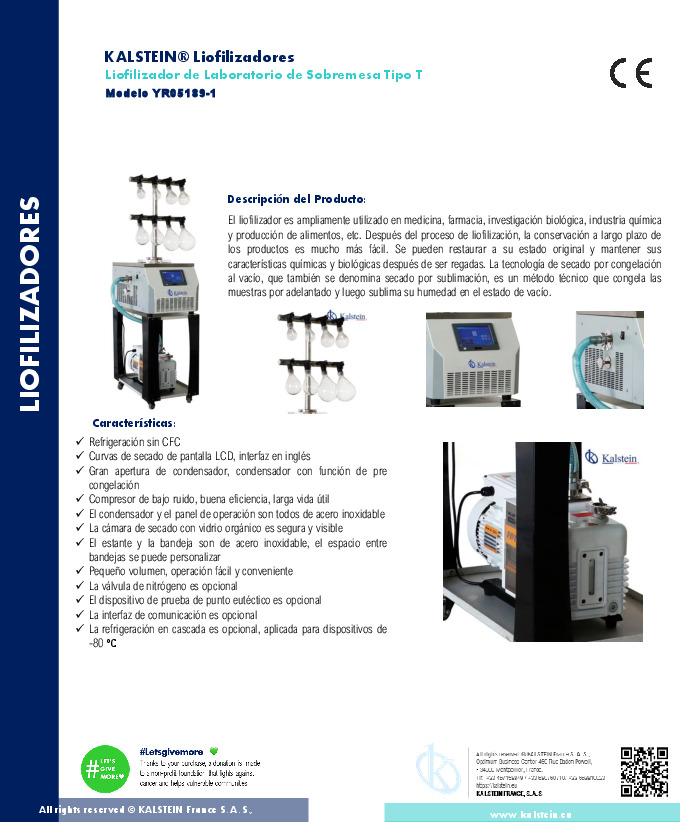 KALSTEIN® Liofilizadores
Liofilizador de Laboratorio de Sobremesa Tipo T
Modelo YR05189-1
LIOFILIZADORES
Descripción del Producto:
El liofilizador es ampliamente utilizado en medicina, farmacia, investigación biológica, industria química
y producción de alimentos, etc. Después del proceso de liofilización, la conservación a largo plazo de
los productos es mucho más fácil. Se pueden restaurar a su estado original y mantener sus
características químicas y biológicas después de ser regadas. La tecnología de secado por congelación
al vacío, que también se denomina secado por sublimación, es un método técnico que congela las
muestras por adelantado y luego sublima su humedad en el estado de vacío.
Kalstein
Kalstein
Kalstein
Características:
✓ Refrigeración sin CFC
✓ Curvas de secado de pantalla LCD, interfaz en inglés
✓ Gran apertura de condensador, condensador con función de pre
congelación
✓ Compresor de bajo ruido, buena eficiencia, larga vida útil
✓ El condensador y el panel de operación son todos de acero inoxidable
✓ La cámara de secado con vidrio orgánico es segura y visible
✓ El estante y la bandeja son de acero inoxidable, el espacio entre
bandejas se puede personalizar
✓ Pequeño volumen, operación fácil y conveniente
✓ La válvula de nitrógeno es opcional
✓ El dispositivo de prueba de punto eutéctico es opcional
✓ La interfaz de comunicación es opcional
✓ La refrigeración en cascada es opcional, aplicada para dispositivos de
-80 °C
#LET'S
GIVE
MORE
#Letsgivemore
Thanks to your purchase, a donation is made
to a non-profit foundation that fights against
cancer and helps vulnerable communities
All rights reserved ®KALSTEIN France S. A. S.,
Optimum Business Center 450 Rue Baden Powell,
https://kalstein.eu
KALSTEIN FRANCE, S.A.S
All rights reserved © KALSTEIN France S.A.S.,
www.kalstein.eu